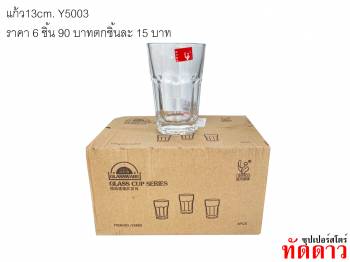 แก้ว13cm. Y5003
ราคา 6 ชิ้น 90 บาทตกชิ้นละ 15 บาท
GLASSWARE
GLASS CUP SERIES
ซุปเปอร์สโตร์
ทัดดาว